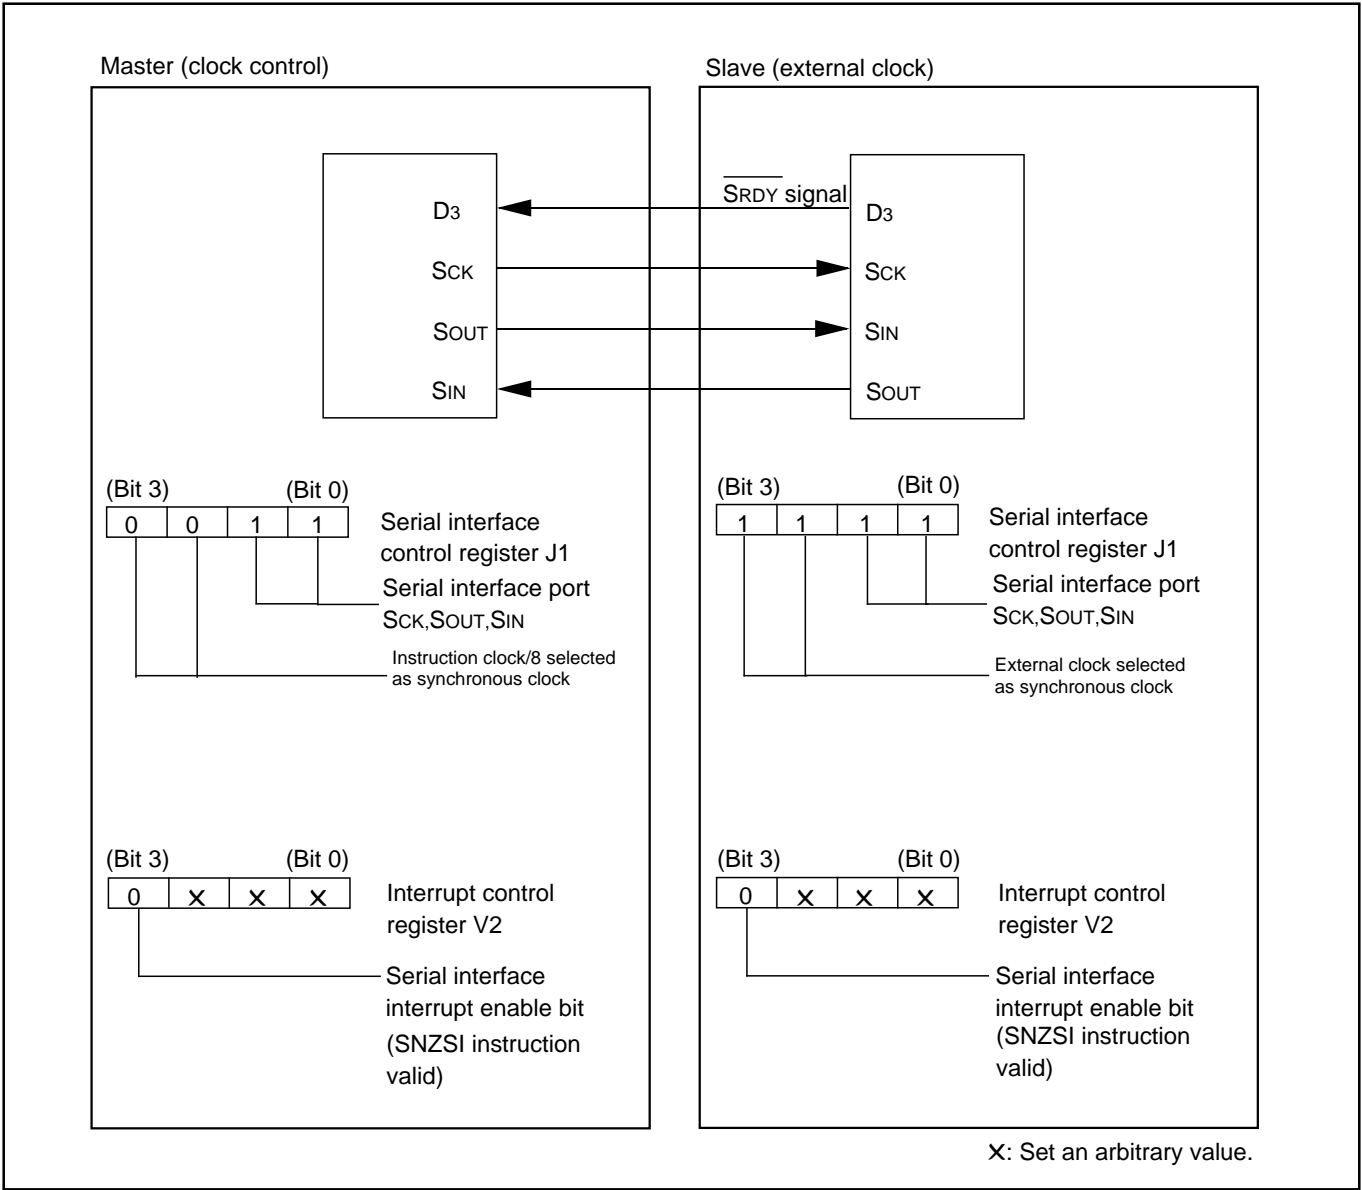 Master (clock control)
D3
SCK
SOUT
SIN
(Bit 3) (Bit 0)
0 0 1 1
Serial interface
control register J1
Serial interface port
SCK,SOUT,SIN
Instruction clock/8 selected
as synchronous clock
(Bit 3) (Bit 0)
0 X X X
Interrupt control
register V2
Serial interface
interrupt enable bit
(SNZSI instruction
valid)
Slave (external clock)
SRDY signal
D3
SCK
SIN
SOUT
(Bit 3) (Bit 0)
1 1 1 1
Serial interface
control register J1
Serial interface port
SCK,SOUT,SIN
External clock selected
as synchronous clock
(Bit 3) (Bit 0)
0 X X X
Interrupt control
register V2
Serial interface
interrupt enable bit
(SNZSI instruction
valid)
X: Set an arbitrary value.